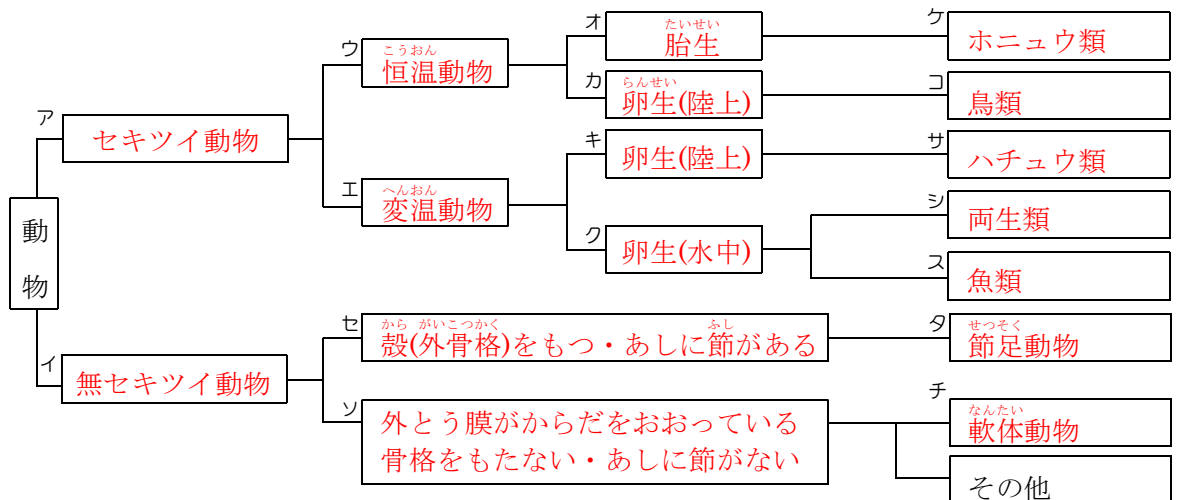 動物
ア
セキツイ動物
イ
無セキツイ動物
ウ
こうおん
恒温動物
エ
へんおん
変温動物
オ
たいせい
胎生
カ
らんせい
卵生(陸上)
キ
卵生(陸上)
ク
卵生(水中)
ケ
ホニュウ類
コ
鳥類
サ
ハチュウ類
シ
両生類
ス
魚類
セ
から がいこつかく ふし
殻(外骨格)をもつ・あしに節がある
ソ
外とう膜がからだをおおっている
骨格をもたない・あしに節がない
タ
せっそく
節足動物
チ
なんたい
軟体動物
その他